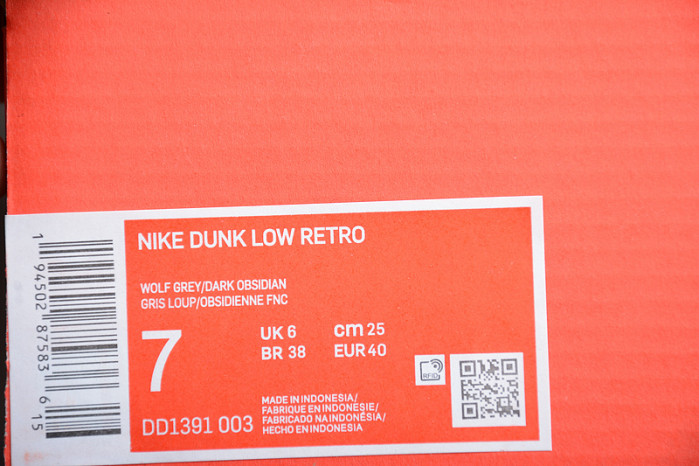 NIKE DUNK LOW RETRO
WOLF GREY/DARK OBSIDIAN
GRIS LOUP/OBSIDIENNE FNC
7
UK 6
cm 25
BR 38
EUR 40
DD1391 003
MADE IN INDONESIA/
FABRIQUE EN INDONESIE/
FABRICADO NA INDONÉSIA/
HECHO EN INDONESIA
RFID
1 94502 87583 6 15